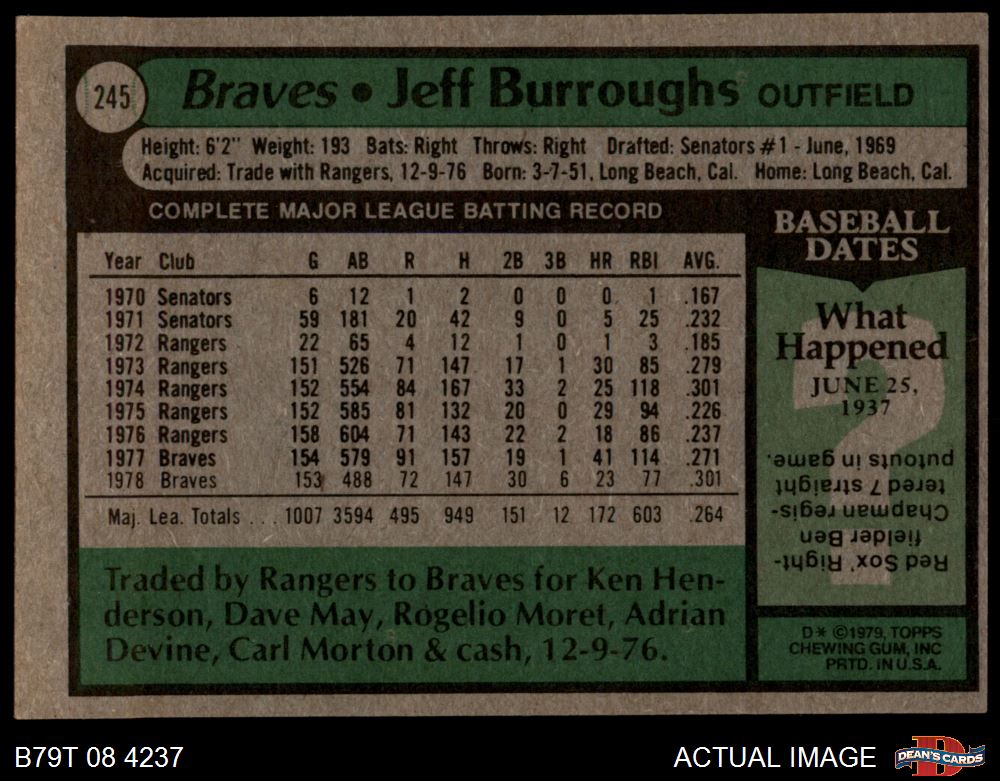 245
Braves • Jeff Burroughs OUTFIELD
Height: 6'2" Weight: 193 Bats: Right Throws: Right Drafted: Senators #1 - June, 1969
Acquired: Trade with Rangers, 12-9-76 Born: 3-7-51, Long Beach, Cal. Home: Long Beach, Cal.
COMPLETE MAJOR LEAGUE BATTING RECORD
Year Club G AB R H 2B 3B HR RBI AVG.
1970 Senators 6 12 1 2 0 0 0 1 .167
1971 Senators 59 181 20 42 9 0 5 25 .232
1972 Rangers 22 65 4 12 1 0 1 3 .185
1973 Rangers 151 526 71 147 17 1 30 85 .279
1974 Rangers 152 554 84 167 33 2 25 118 .301
1975 Rangers 152 585 81 132 20 0 29 94 .226
1976 Rangers 158 604 71 143 22 2 18 86 .237
1977 Braves 154 579 91 157 19 1 41 114 .271
1978 Braves 153 488 72 147 30 6 23 77 .301
Maj. Lea. Totals . . . 1007 3594 495 949 151 12 172 603 .264
Traded by Rangers to Braves for Ken Hen-
derson, Dave May, Rogelio Moret, Adrian
Devine, Carl Morton & cash, 12-9-76.
BASEBALL
DATES
What
Happened
JUNE 25,
1937
?
Red Sox' Right-
fielder Ben
Chapman regis-
tered 7 straight
putouts in game.
D* ©1979, TOPPS
CHEWING GUM, INC
PRTD. IN U.S.A.
B79T 08 4237
ACTUAL IMAGE
D
DEAN'S CARDS